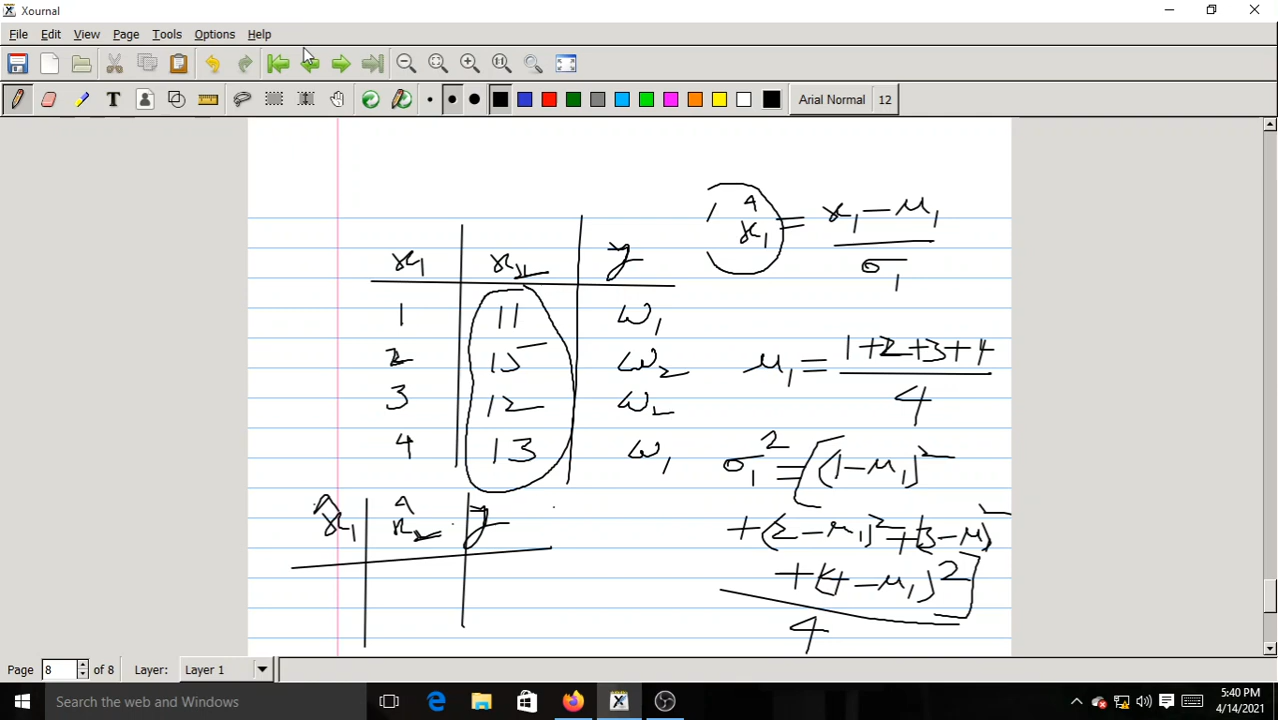 Xournal
File Edit View Page Tools Options Help
Arial Normal 12
x̂₁ = x₁ − μ₁
σ₁
x₁ x₂ y
1 11 ω₁
2 15 ω₂
3 12 ω₂
4 13 ω₁
μ₁ = 1+2+3+4
4
σ₁² = [(1−μ₁)²
+(2−μ₁)²+(3−μ)²
+(4−μ₁)²]
4
x̂₁ x̂₂ y
Page 8 of 8 Layer: Layer 1
Search the web and Windows
5:40 PM
4/14/2021